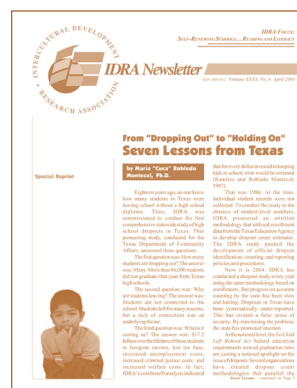 INTERCULTURAL DEVELOPMENT
RESEARCH ASSOCIATION
IDRA FOCUS:
SELF-RENEWING SCHOOLS... READING AND LITERACY
IDRA Newsletter
Volume XXXI, No. 4 April 2004
From "Dropping Out" to "Holding On"
Seven Lessons from Texas
Special Reprint
by María "Cuca" Robledo
Montecel, Ph.D.
Eighteen years ago, no one knew
how many students in Texas were
leaving school without a high school
diploma. Then, IDRA was
commissioned to conduct the first
comprehensive statewide study of high
school dropouts in Texas. That
pioneering study, conducted for the
Texas Department of Community
Affairs, answered three questions.
The first question was: How many
students are dropping out? The answer
was: Many. More than 86,000 students
did not graduate that year from Texas
high schools.
The second question was: Why
are students leaving? The answer was:
Students are not connected to the
school. Students left for many reasons,
but a lack of connection was an
underlying theme.
The third question was: What is it
costing us? The answer was: $17.2
billion over the lifetime of those students
in foregone income, lost tax base,
increased unemployment costs,
increased criminal justice costs, and
increased welfare costs. In fact,
IDRA's cost benefit analysis indicated
that for every dollar invested in keeping
kids in school, nine would be returned
(Ramírez and Robledo Montecel,
1987).
That was 1986. At the time,
individual student records were not
collected. To conduct the study in the
absence of student-level numbers,
IDRA pioneered an attrition
methodology that utilized enrollment
data from the Texas Education Agency
to develop dropout count estimates.
The IDRA study pushed the
development of official dropout
identification, counting, and reporting
policies and procedures.
Now it is 2004. IDRA has
conducted a dropout study every year
using the same methodology based on
enrollments. Our progress on accurate
counting by the state has been slow
and halting. Dropouts in Texas have
been systematically under-reported.
This has created a false sense of
security. By minimizing the problem,
the state has promoted inaction.
At the national level, the No Child
Left Behind Act federal education
requirements around graduation rates
are casting a national spotlight on the
issue of dropouts. Several organizations
have created dropout count
methodologies that parallel the
Seven Lessons - continued on Page 2